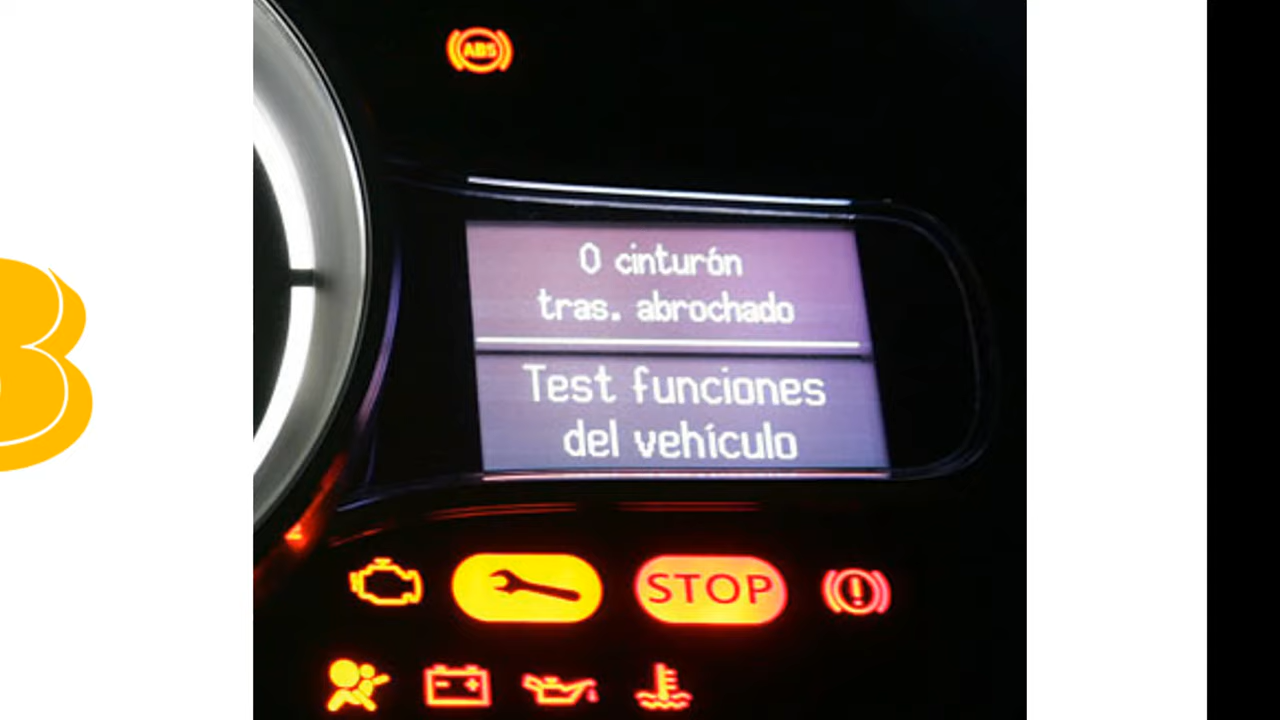 ABS
0 cinturón
tras. abrochado
Test funciones
del vehículo
STOP
B